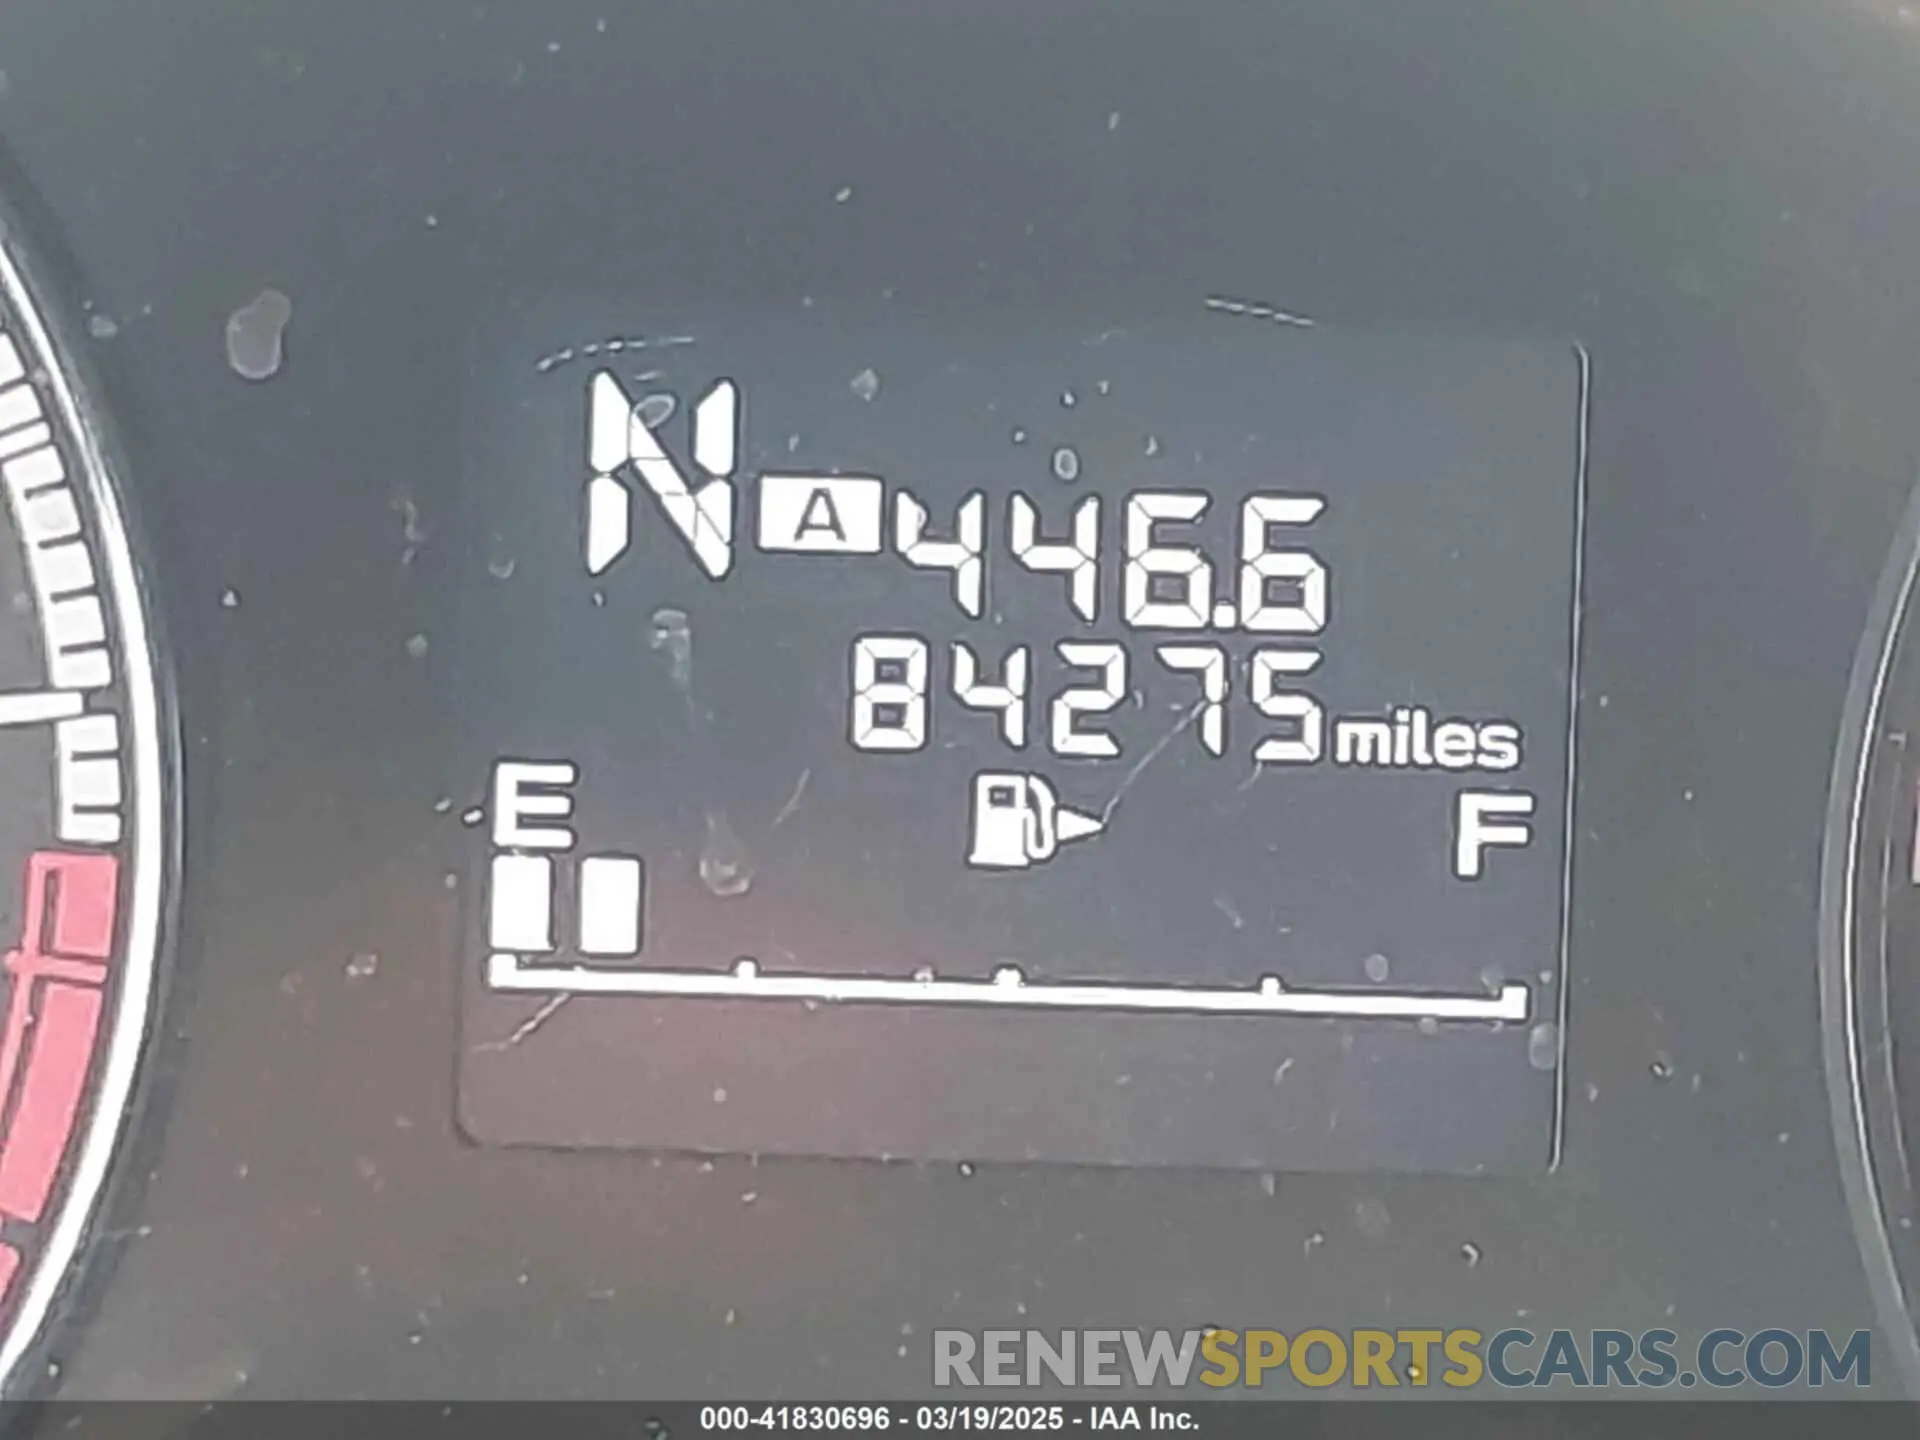 N A 446.6
84275 miles
E F
RENEWSPORTSCARS.COM
000-41830696 - 03/19/2025 - IAA Inc.